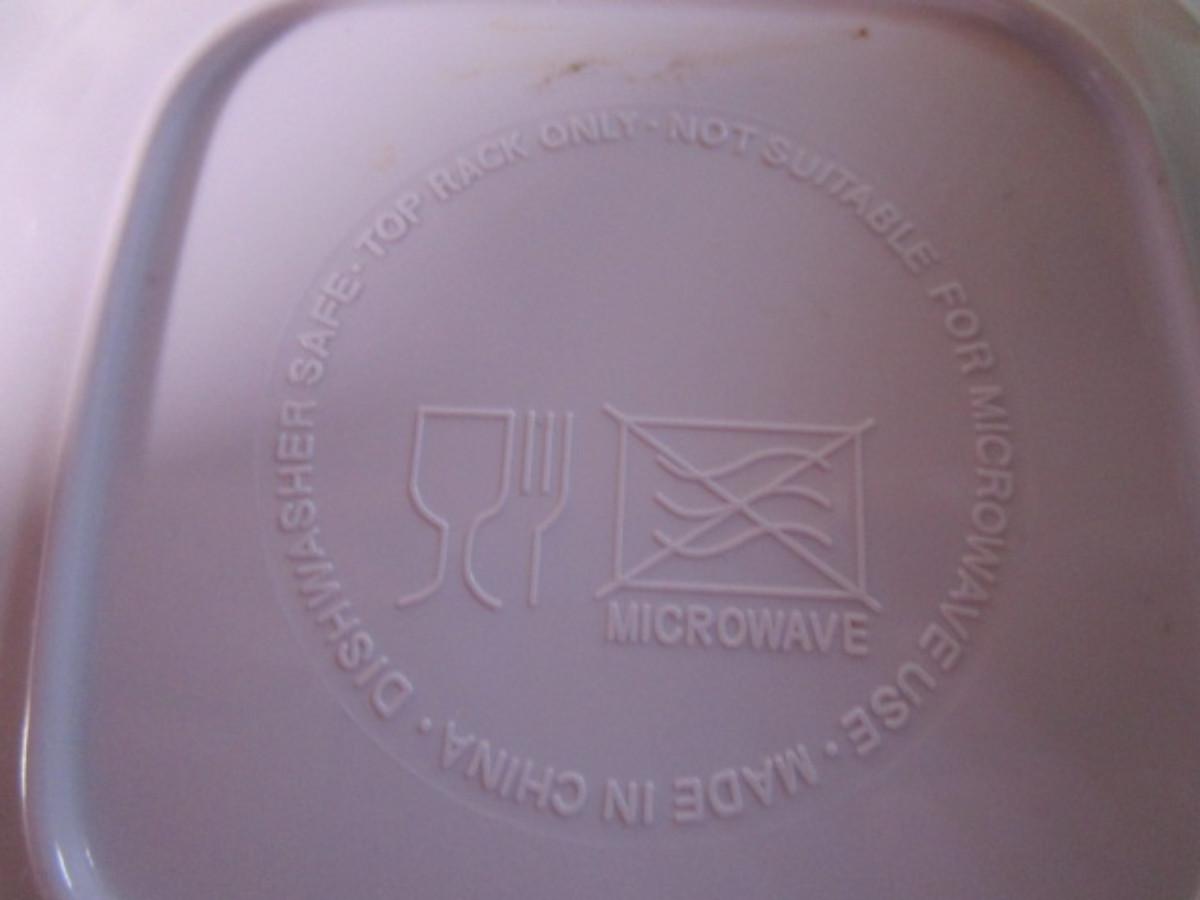 DISHWASHER SAFE · TOP RACK ONLY · NOT SUITABLE FOR MICROWAVE USE · MADE IN CHINA ·
MICROWAVE